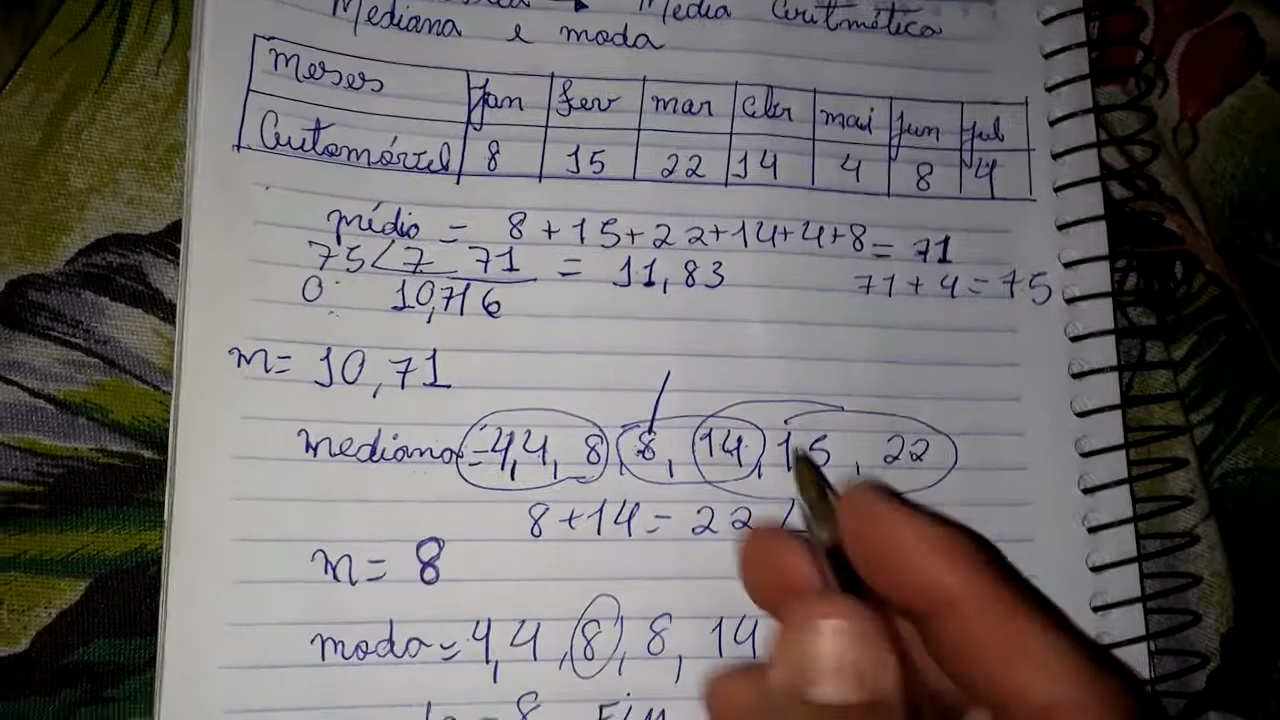 Média Aritmética
Mediana e moda
Meses Jan Fev mar Abr mai Jun Jul
Automóvel 8 15 22 14 4 8 4
médio = 8+15+22+14+4+8 = 71
75 7 71 = 11,83 71+4=75
0 10,716
m= 10,71
mediana = 4,4, 8, 8, 14, 15, 22
8+14=22
m= 8
moda = 4,4, 8, 8, 14
= 8 Fim